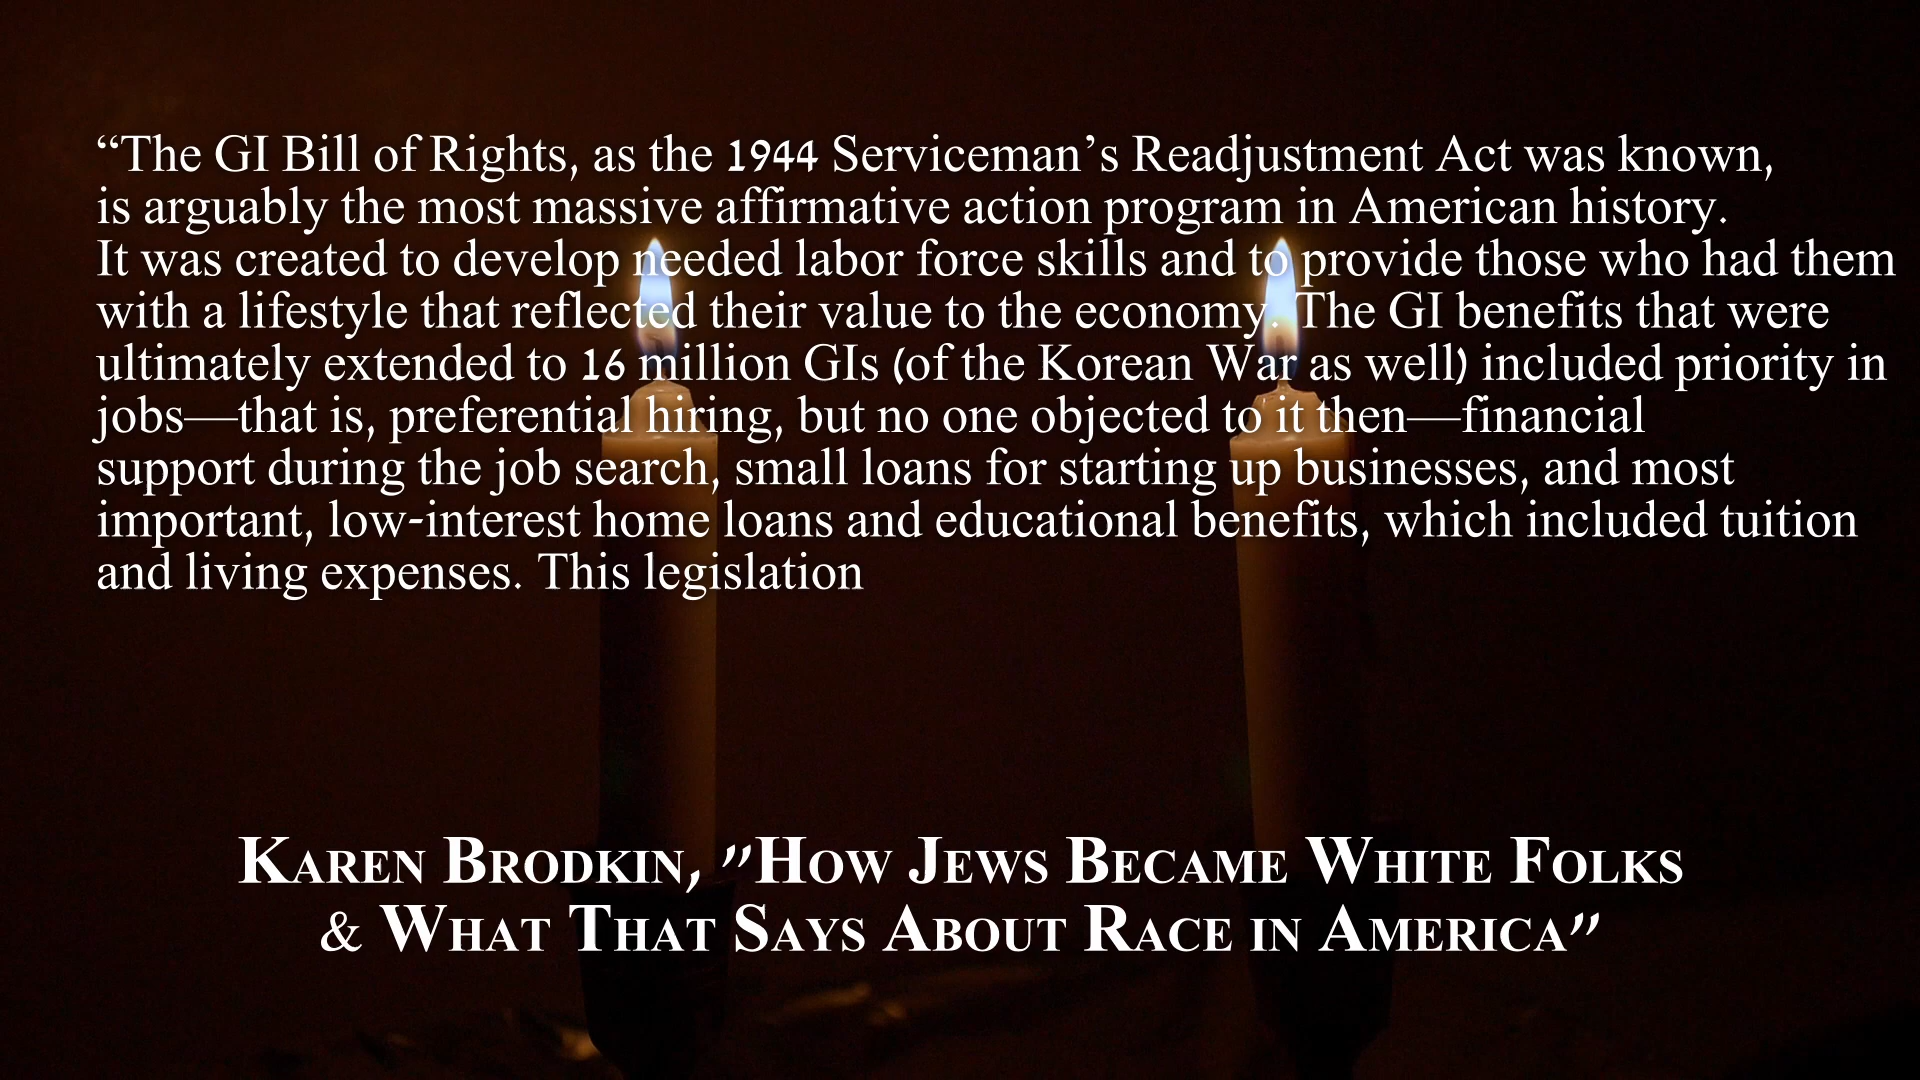 “The GI Bill of Rights, as the 1944 Serviceman’s Readjustment Act was known,
is arguably the most massive affirmative action program in American history.
It was created to develop needed labor force skills and to provide those who had them
with a lifestyle that reflected their value to the economy. The GI benefits that were
ultimately extended to 16 million GIs (of the Korean War as well) included priority in
jobs—that is, preferential hiring, but no one objected to it then—financial
support during the job search, small loans for starting up businesses, and most
important, low-interest home loans and educational benefits, which included tuition
and living expenses. This legislation
Karen Brodkin, "How Jews Became White Folks
& What That Says About Race in America"